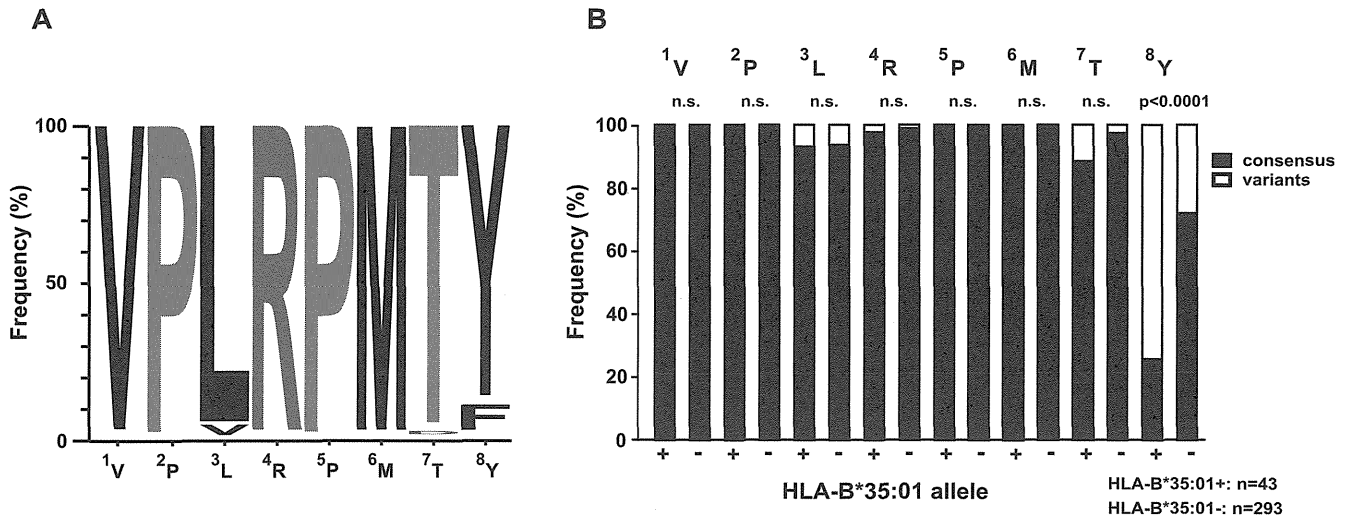 A
Frequency (%)
100
50
0
V P L R P M T Y
V F
1V 2P 3L 4R 5P 6M 7T 8Y
B
1V 2P 3L 4R 5P 6M 7T 8Y
n.s. n.s. n.s. n.s. n.s. n.s. n.s. p<0.0001
Frequency (%)
100
80
60
40
20
0
consensus
variants
+ - + - + - + - + - + - + - + -
HLA-B*35:01 allele
HLA-B*35:01+: n=43
HLA-B*35:01-: n=293